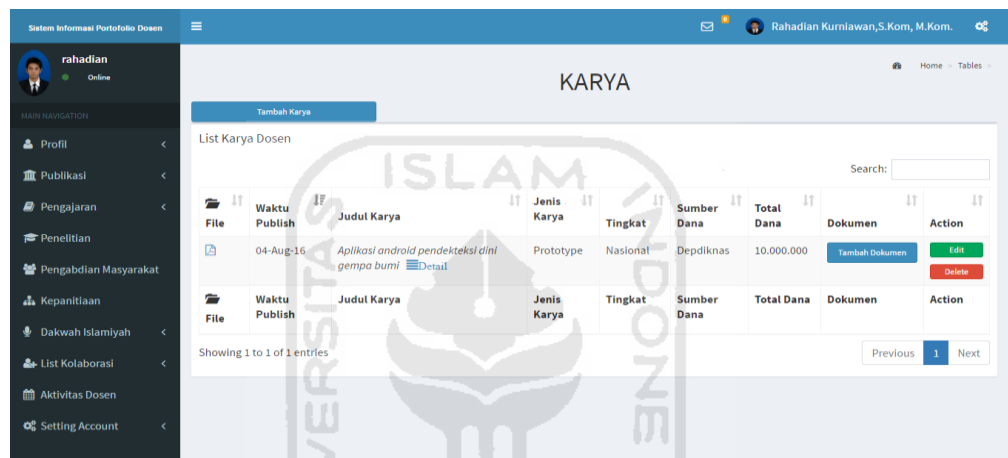 Sistem Informasi Portofolio Dosen
0
Rahadian Kurniawan,S.Kom, M.Kom.
rahadian
Online
MAIN NAVIGATION
Profil
Publikasi
Pengajaran
Penelitian
Pengabdian Masyarakat
Kepanitiaan
Dakwah Islamiyah
List Kolaborasi
Aktivitas Dosen
Setting Account
Home > Tables >
KARYA
Tambah Karya
List Karya Dosen
Search:
File Waktu Publish Judul Karya Jenis Karya Tingkat Sumber Dana Total Dana Dokumen Action
04-Aug-16 Aplikasi android pendekteksi dini gempa bumi Detail Prototype Nasional Depdiknas 10.000.000 Tambah Dokumen Edit Delete
File Waktu Publish Judul Karya Jenis Karya Tingkat Sumber Dana Total Dana Dokumen Action
Showing 1 to 1 of 1 entries
Previous 1 Next
ISLAM
VERSITAS
INDONE